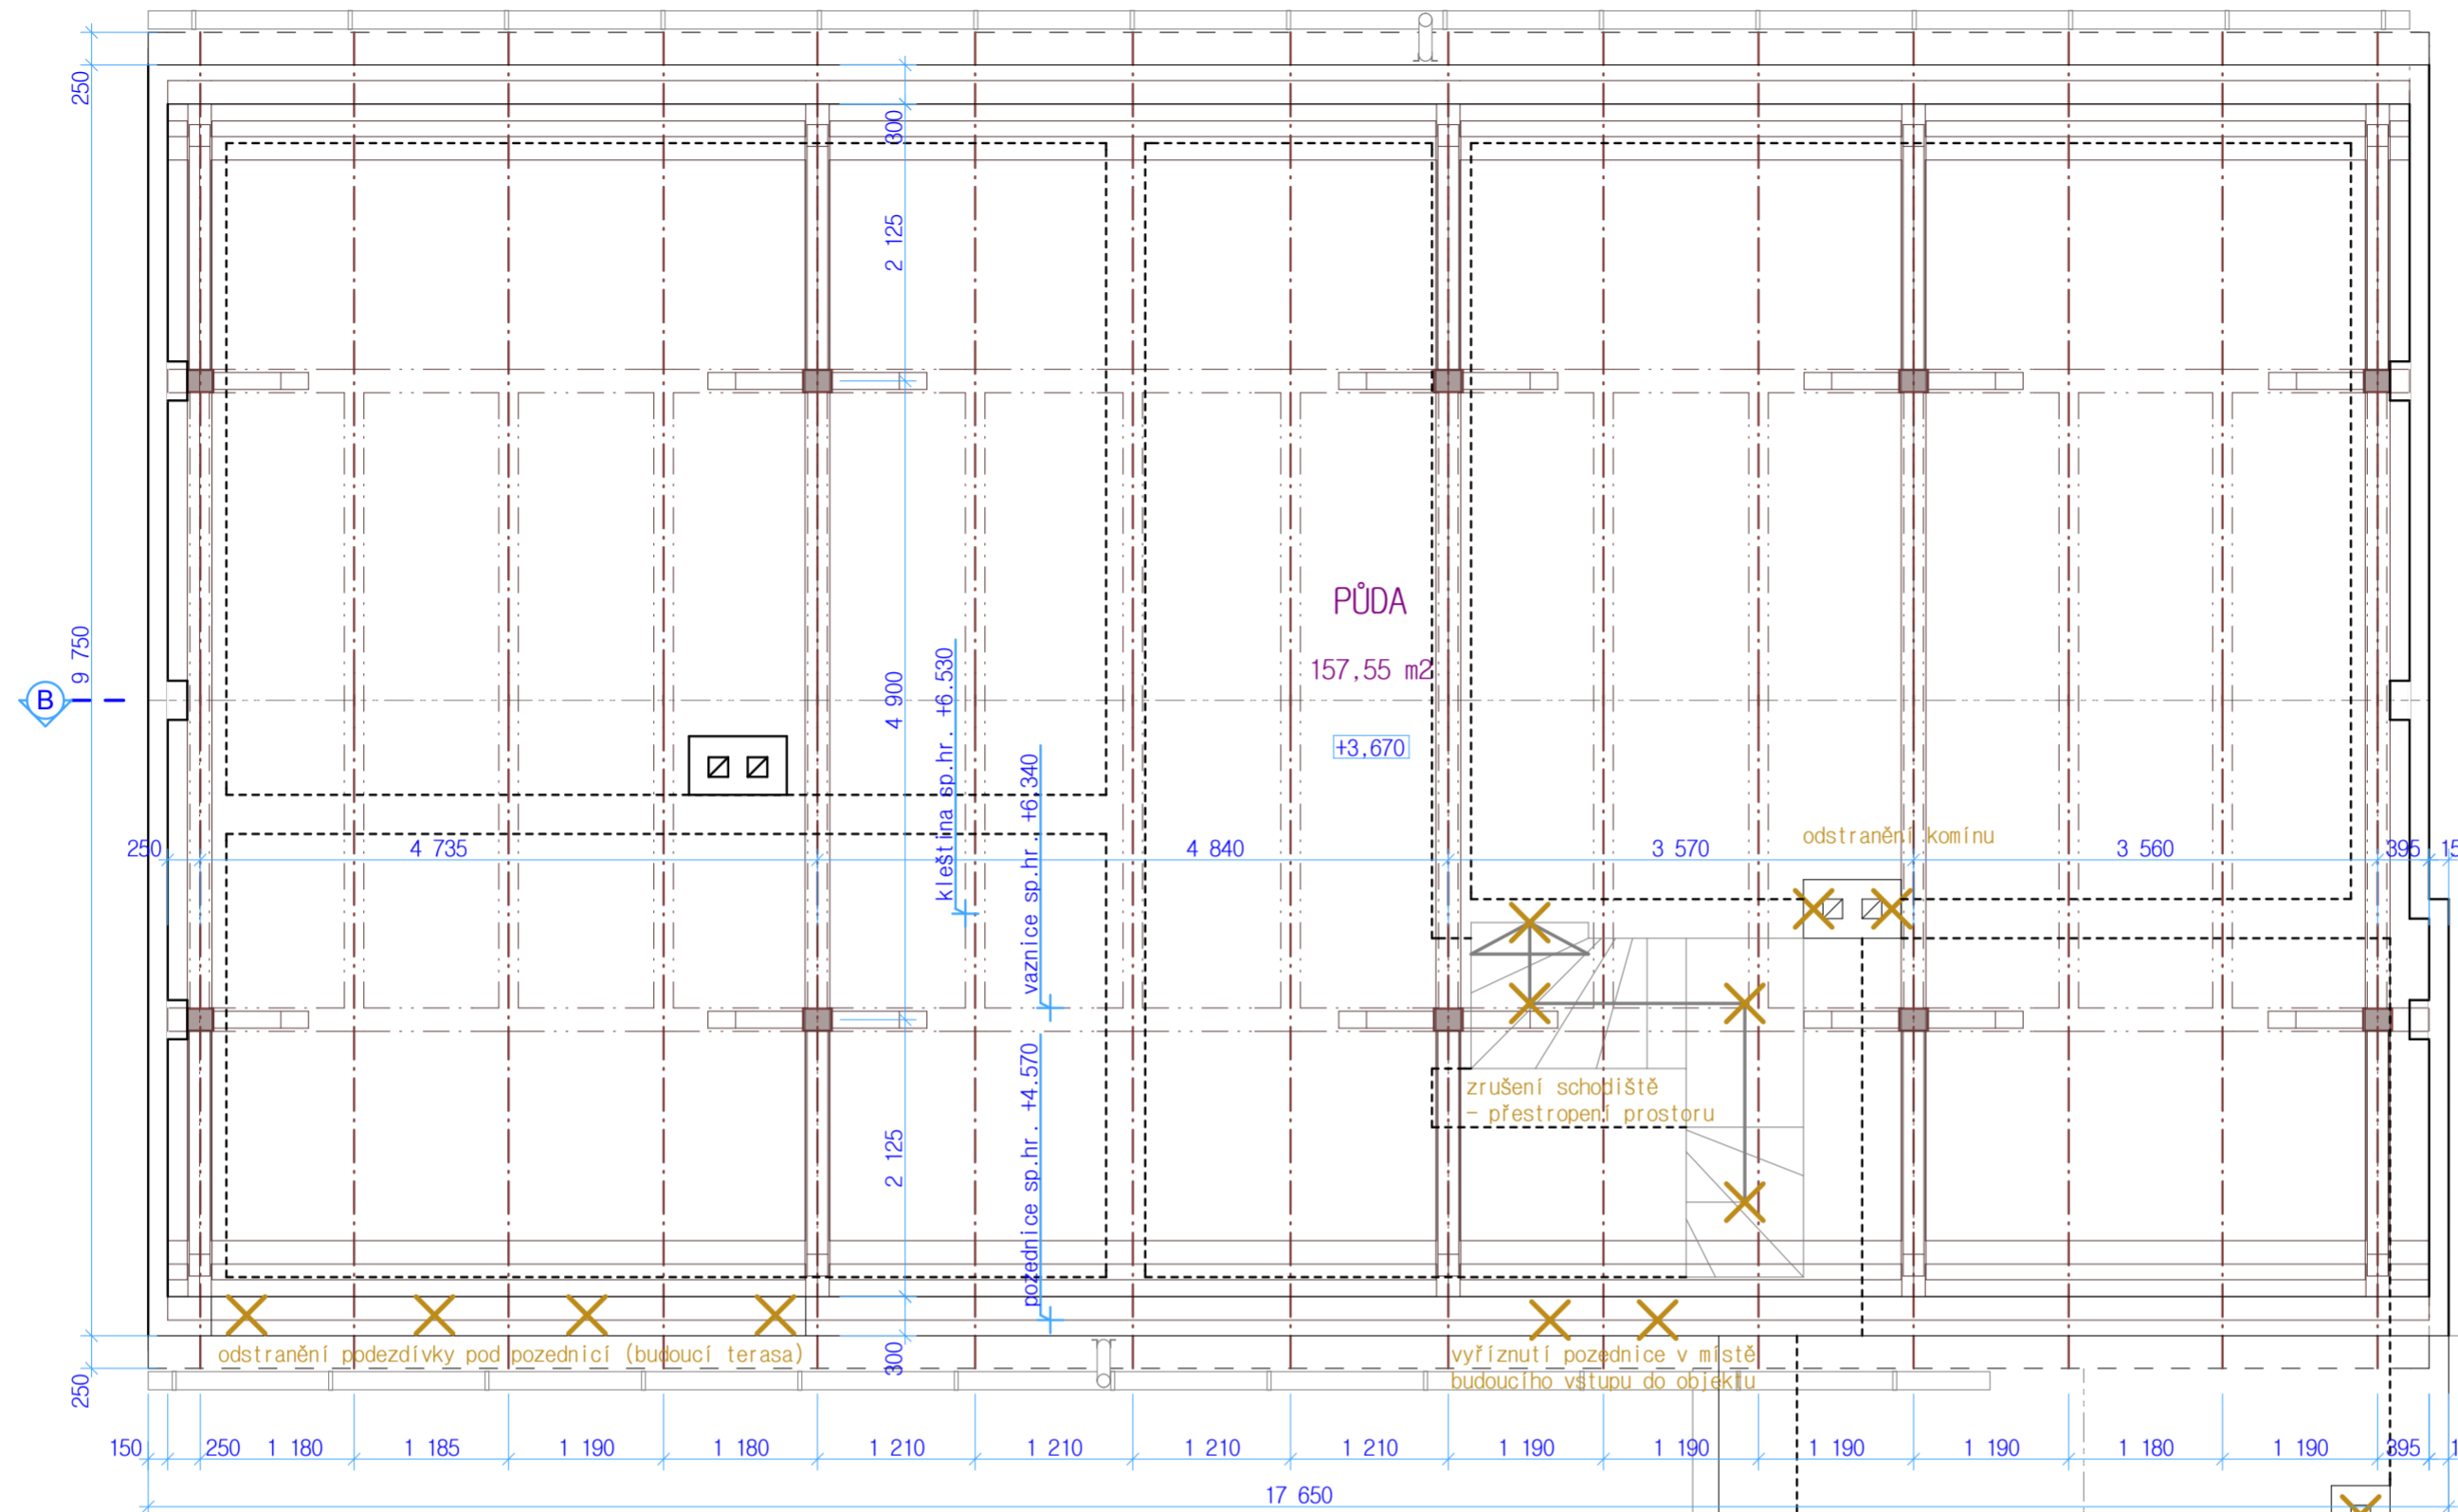 250
300
2 125
9 750
PŮDA
157,55 m2
B
4 900
kleština sp.hr. +6.530
+3,670
vaznice sp.hr. +6.340
odstranění komínu
250
4 735
4 840
3 570
3 560
395
pozednice sp.hr. +4.570
zrušení schodiště
- přestropení prostoru
2 125
odstranění podezdívky pod pozednicí (budoucí terasa)
300
vyříznutí pozednice v místě
budoucího vstupu do objektu
250
150
250
1 180
1 185
1 190
1 180
1 210
1 210
1 210
1 210
1 190
1 190
1 190
1 190
1 180
1 190
395
17 650